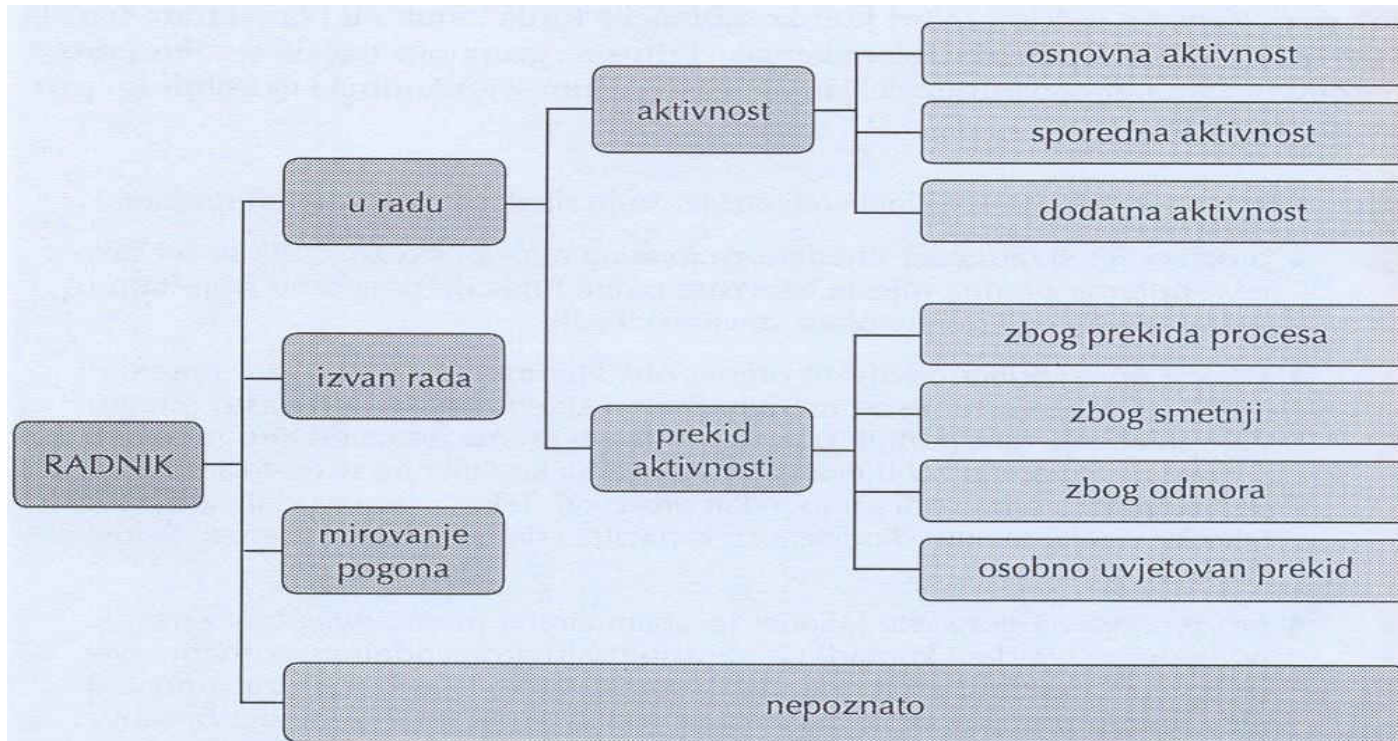 RADNIK
u radu
izvan rada
mirovanje
pogona
nepoznato
aktivnost
prekid
aktivnosti
osnovna aktivnost
sporedna aktivnost
dodatna aktivnost
zbog prekida procesa
zbog smetnji
zbog odmora
osobno uvjetovan prekid